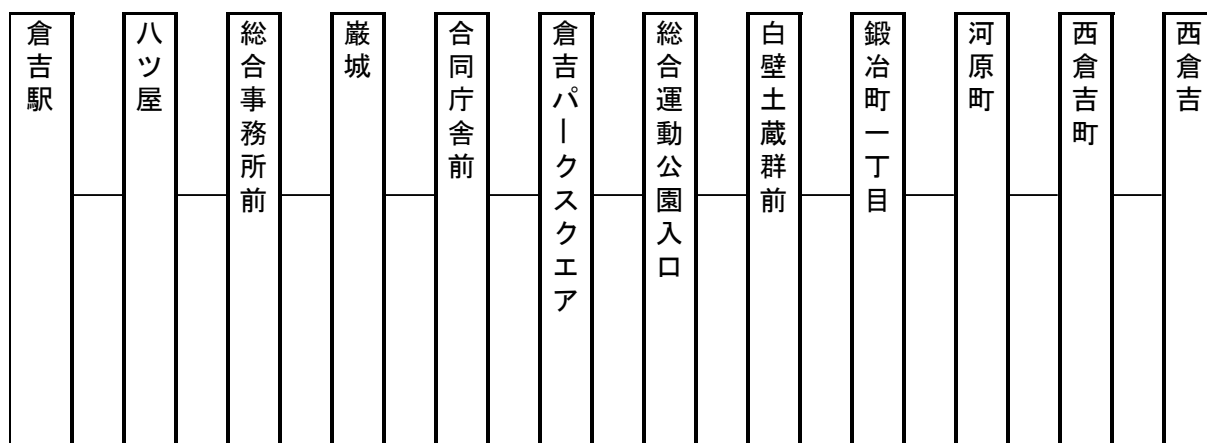 倉吉駅
八ツ屋
総合事務所前
巌城
合同庁舎前
倉吉パークスクエア
総合運動公園入口
白壁土蔵群前
鍛冶町一丁目
河原町
西倉吉町
西倉吉